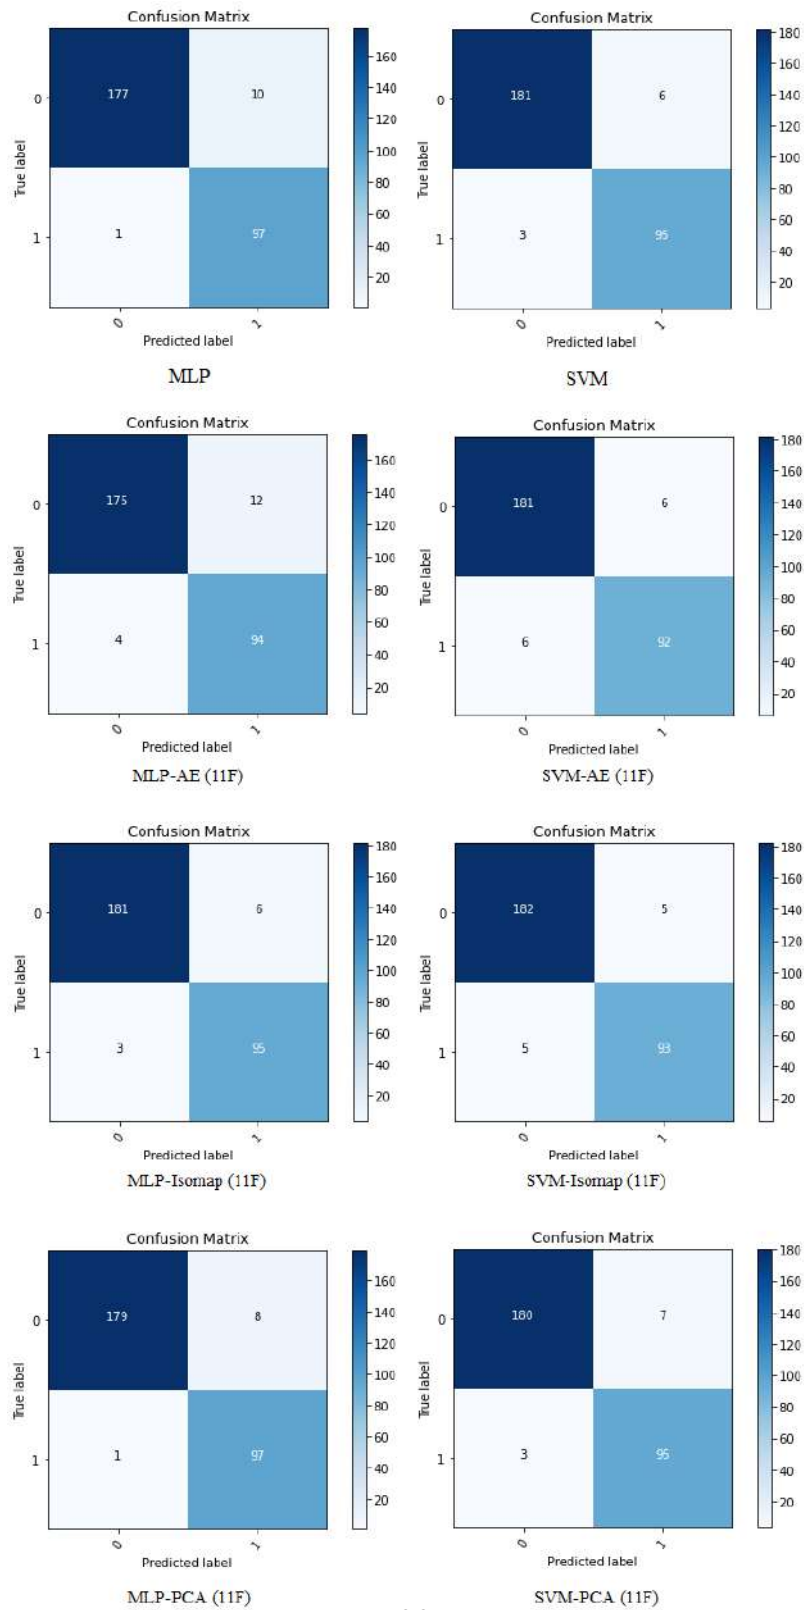 Confusion Matrix
Confusion Matrix
0 177 10
1 1 97
True label
0 1
Predicted label
160
140
120
100
80
60
40
20
MLP
0 181 6
1 3 95
True label
0 1
Predicted label
180
160
140
120
100
80
60
40
20
SVM
Confusion Matrix
0 175 12
1 4 94
True label
0 1
Predicted label
160
140
120
100
80
60
40
20
MLP-AE (11F)
Confusion Matrix
0 181 6
1 6 92
True label
0 1
Predicted label
180
160
140
120
100
80
60
40
20
SVM-AE (11F)
Confusion Matrix
0 181 6
1 3 95
True label
0 1
Predicted label
180
160
140
120
100
80
60
40
20
MLP-Isomap (11F)
Confusion Matrix
0 182 5
1 5 93
True label
0 1
Predicted label
180
160
140
120
100
80
60
40
20
SVM-Isomap (11F)
Confusion Matrix
0 179 8
1 1 97
True label
0 1
Predicted label
160
140
120
100
80
60
40
20
MLP-PCA (11F)
Confusion Matrix
0 180 7
1 3 95
True label
0 1
Predicted label
180
160
140
120
100
80
60
40
20
SVM-PCA (11F)